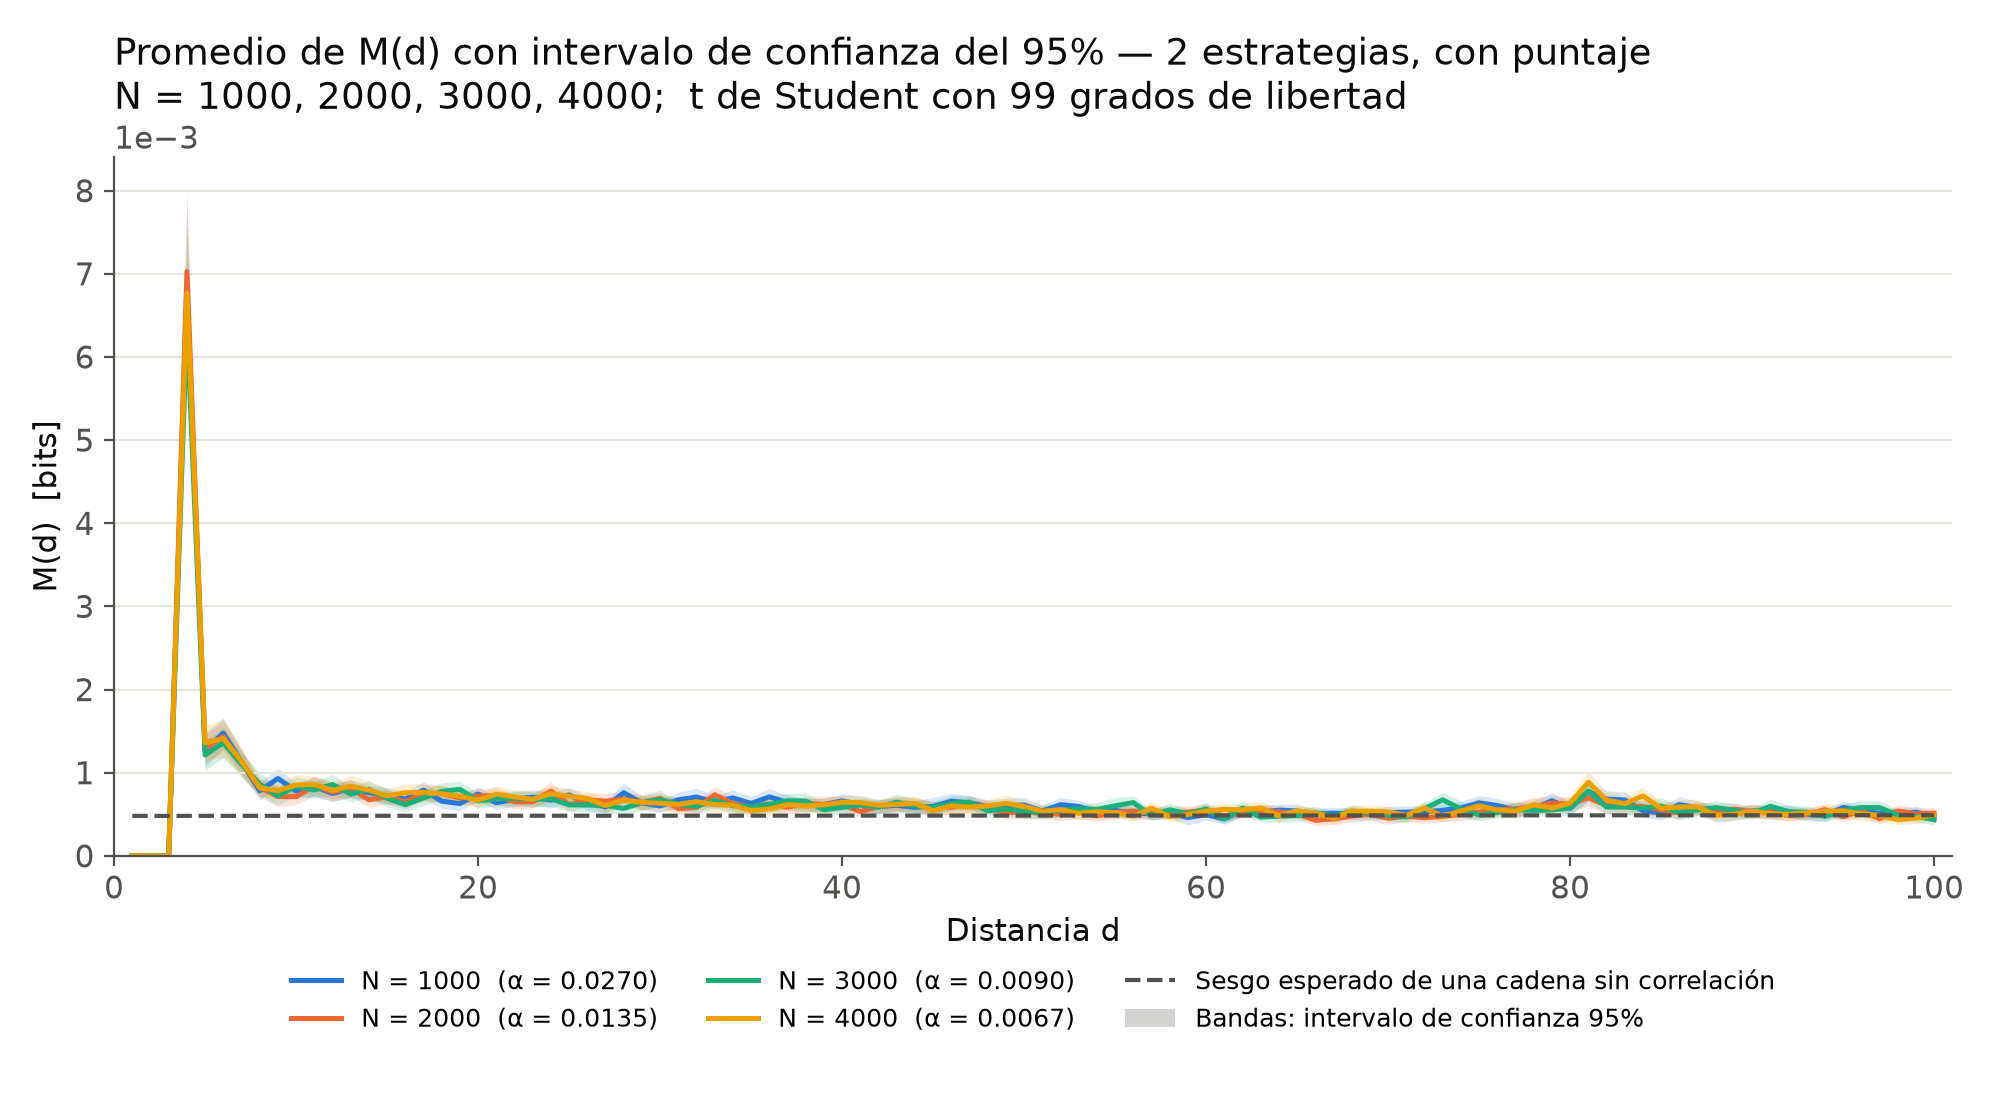 Promedio de M(d) con intervalo de confianza del 95% — 2 estrategias, con puntaje
N = 1000, 2000, 3000, 4000;  t de Student con 99 grados de libertad
1e−3
8
7
6
5
4
3
2
1
0
M(d)  [bits]
0 20 40 60 80 100
Distancia d
N = 1000  (α = 0.0270)
N = 2000  (α = 0.0135)
N = 3000  (α = 0.0090)
N = 4000  (α = 0.0067)
Sesgo esperado de una cadena sin correlación
Bandas: intervalo de confianza 95%